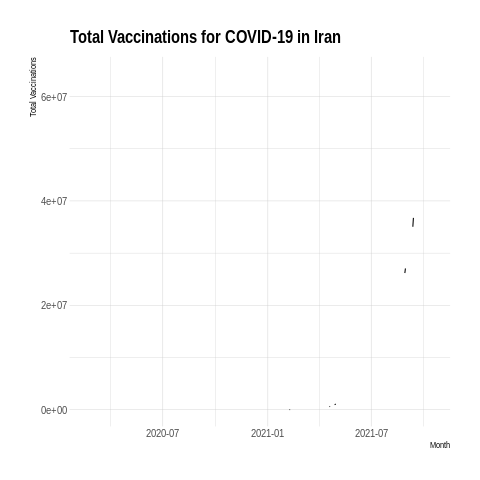 Total Vaccinations for COVID-19 in Iran
Total Vaccinations
6e+07
4e+07
2e+07
0e+00
2020-07
2021-01
2021-07
Month